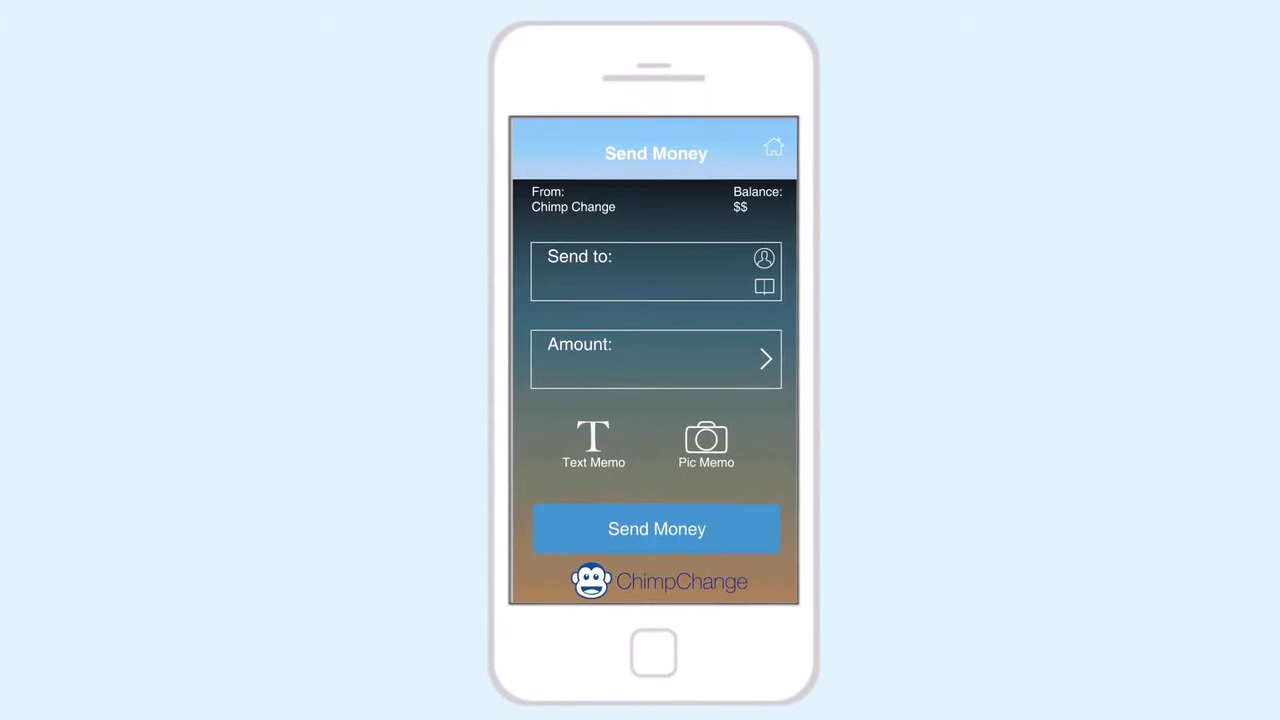 Send Money
From:
Chimp Change
Balance:
$$
Send to:
Amount:
T
Text Memo
Pic Memo
Send Money
ChimpChange